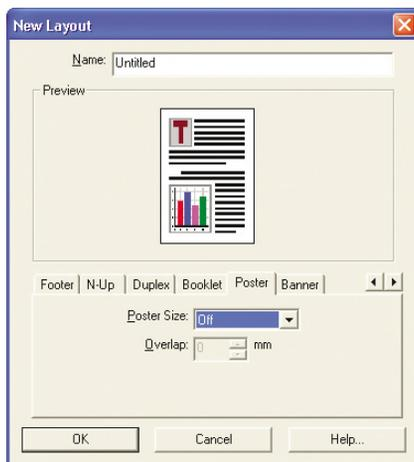 New Layout
Name: Untitled
Preview
T
Footer N-Up Duplex Booklet Poster Banner
Poster Size: Off
Overlap: 0 mm
OK Cancel Help...